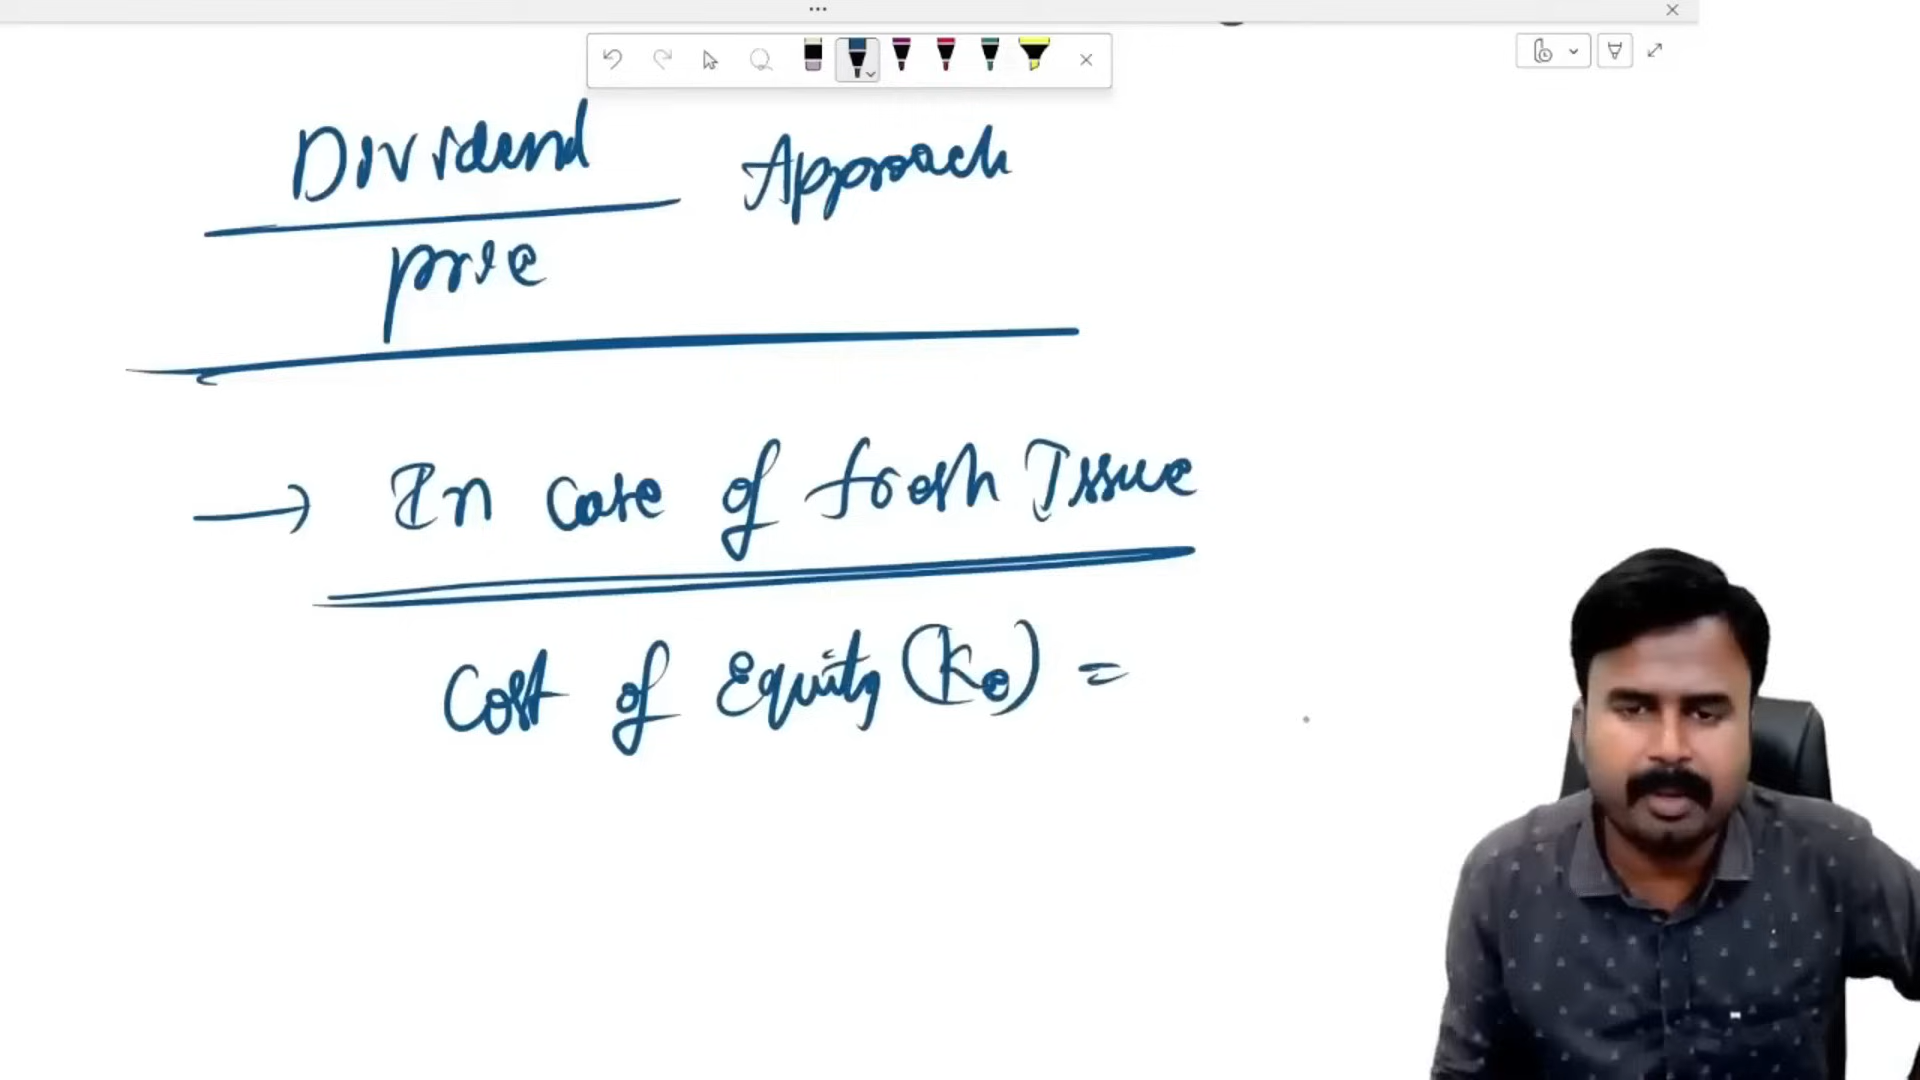 Dividend Approach
price
→ In case of fresh Issue
Cost of Equity (Ke) =